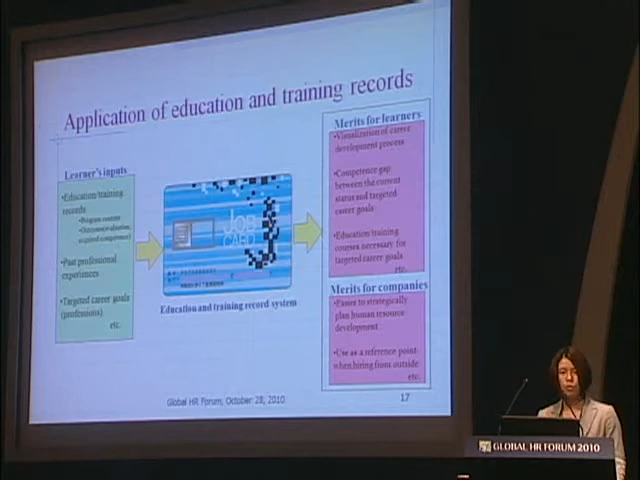 Application of education and training records
Learner's inputs
•Education/training
records
•Program content
•Outcome(evaluation,
acquired competence)
•Past professional
experiences
•Targeted career goals
(professions)
etc.
JOB
CARD
Education and training record system
Merits for learners
•Visualization of career
development process
•Competence gap
between the current
status and targeted
career goals
•Education/training
courses necessary for
targeted career goals
etc.
Merits for companies
•Easier to strategically
plan human resource
development
•Use as a reference point
when hiring from outside
etc.
Global HR Forum, October 28, 2010
17
GLOBAL HR FORUM 2010